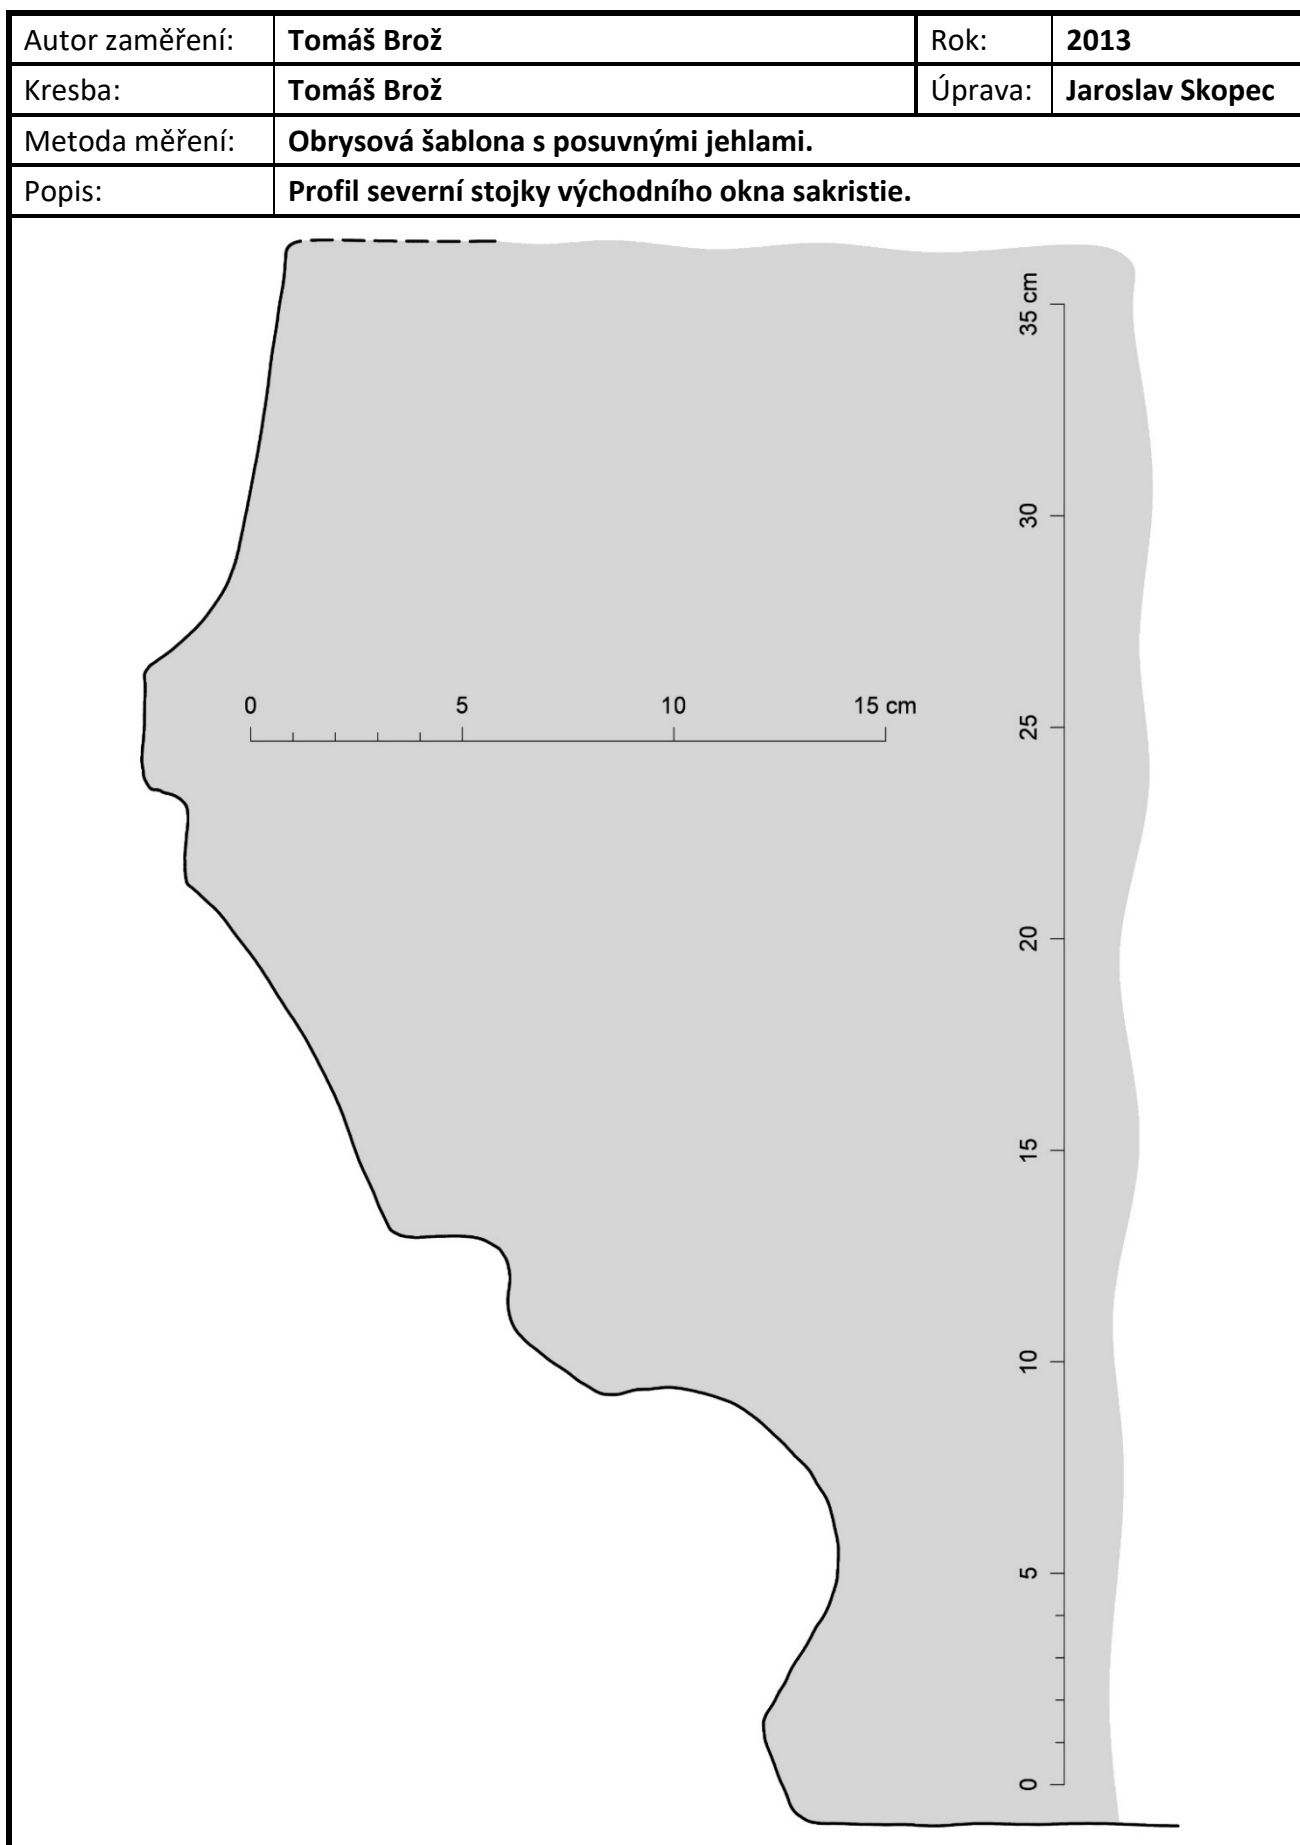 Autor zaměření: Tomáš Brož Rok: 2013
Kresba: Tomáš Brož Úprava: Jaroslav Skopec
Metoda měření: Obrysová šablona s posuvnými jehlami.
Popis: Profil severní stojky východního okna sakristie.
35 cm
30
0 5 10 15 cm
25
20
15
10
5
0